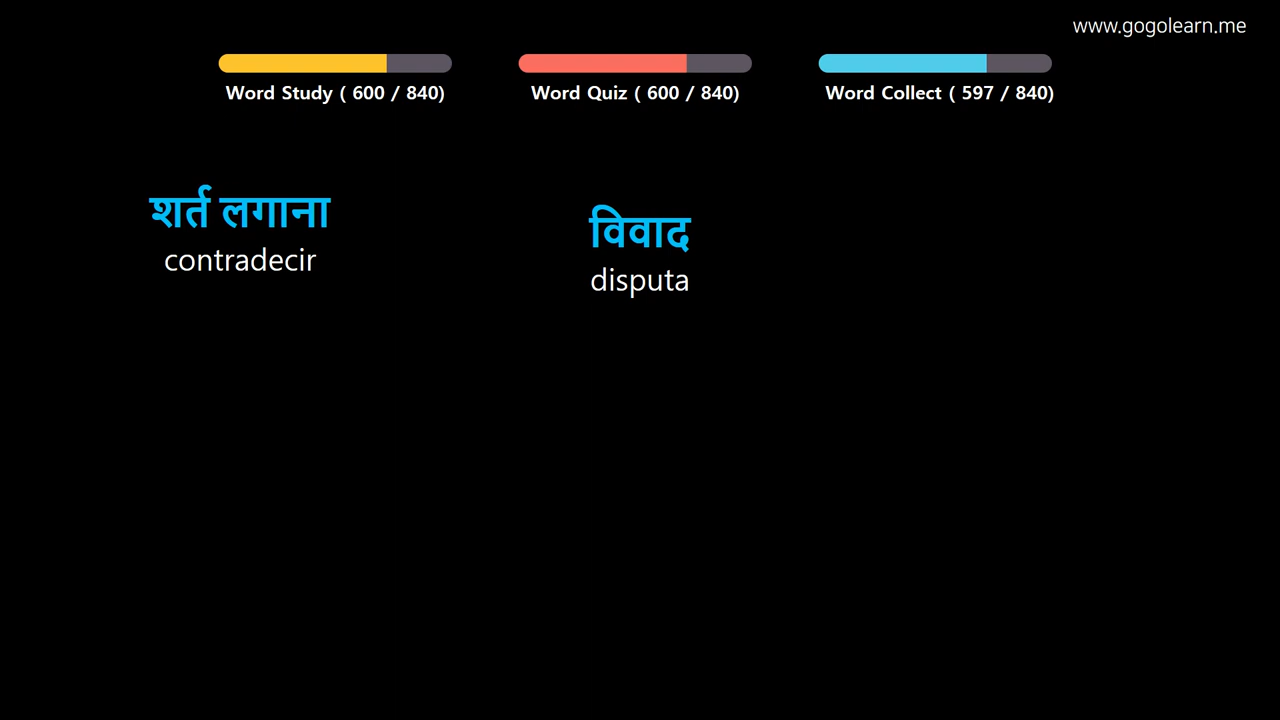 www.gogolearn.me
Word Study ( 600 / 840)
Word Quiz ( 600 / 840)
Word Collect ( 597 / 840)
शर्त लगाना
contradecir
विवाद
disputa